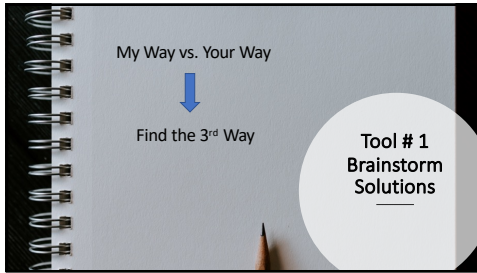 My Way vs. Your Way
Find the 3rd Way
Tool # 1
Brainstorm
Solutions